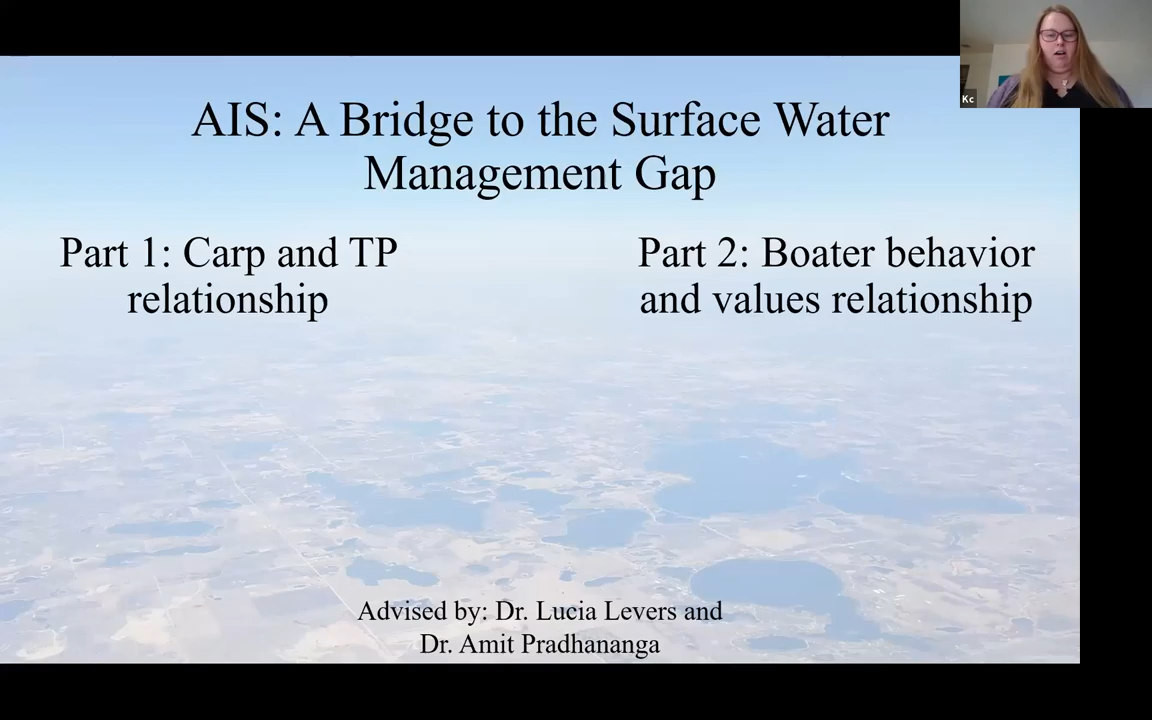 Kc
AIS: A Bridge to the Surface Water
Management Gap
Part 1: Carp and TP
relationship
Part 2: Boater behavior
and values relationship
Advised by: Dr. Lucia Levers and
Dr. Amit Pradhananga